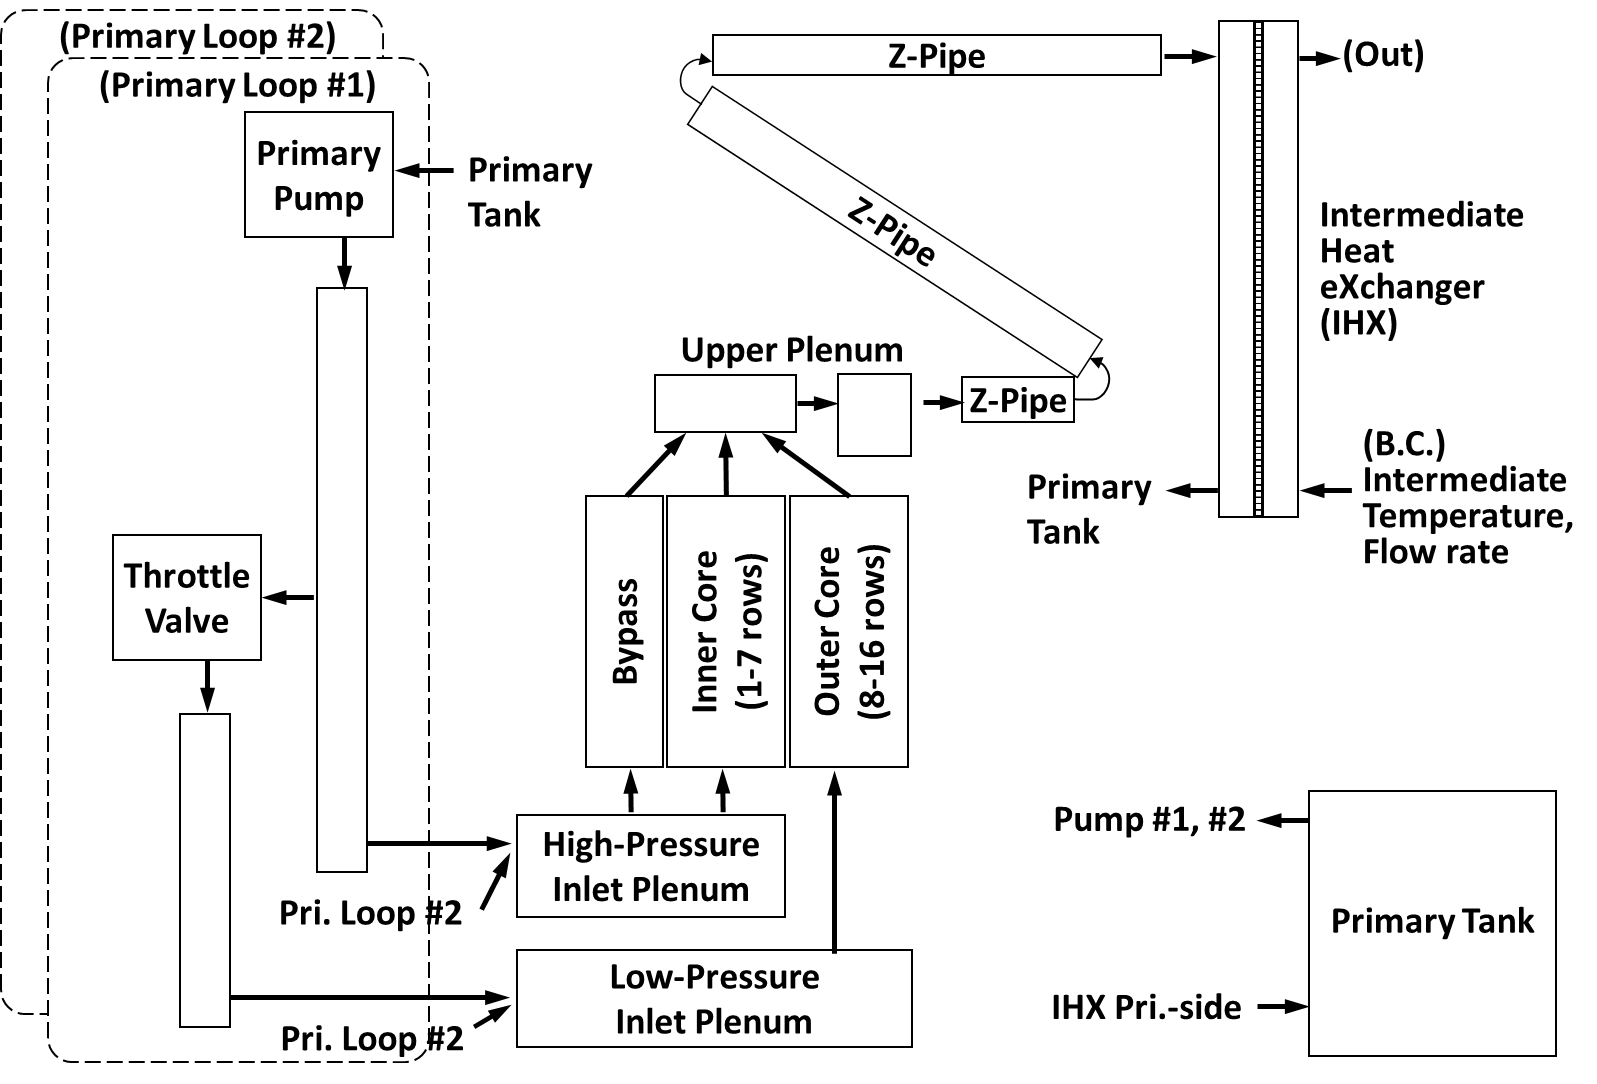 (Primary Loop #2)
(Primary Loop #1)
Primary
Pump
Primary
Tank
Throttle
Valve
Pri. Loop #2
Pri. Loop #2
High-Pressure
Inlet Plenum
Low-Pressure
Inlet Plenum
Bypass
Inner Core
(1-7 rows)
Outer Core
(8-16 rows)
Upper Plenum
Z-Pipe
Z-Pipe
Z-Pipe
(Out)
Intermediate
Heat
eXchanger
(IHX)
(B.C.)
Intermediate
Temperature,
Flow rate
Primary
Tank
Pump #1, #2
Primary Tank
IHX Pri.-side